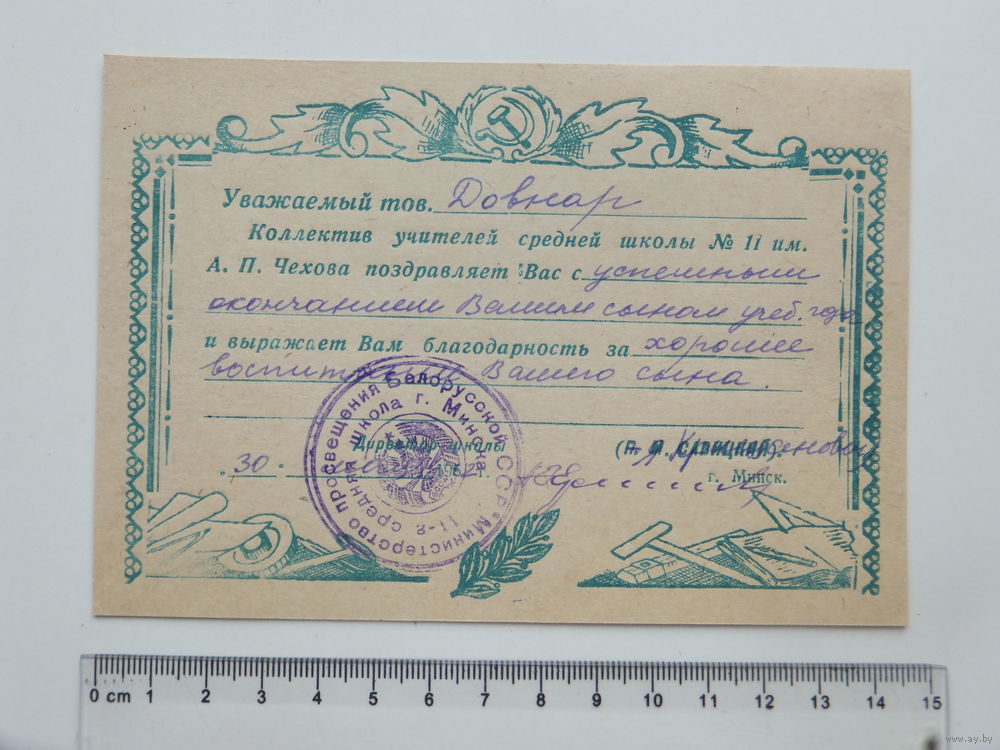 Уважаемый тов. Довнар
Коллектив учителей средней школы № 11 им.
А. П. Чехова поздравляет Вас с успешным
окончанием Вашим сыном учеб. года
и выражает Вам благодарность за хорошее
воспитание Вашего сына.
Директор школы
(П. И. САВИЦКИЙ).
"30" 1962 г.
г. Минск.
Министерство просвещения Белорусской ССР
11-я средняя школа г. Минска
0 cm 1 2 3 4 5 6 7 8 9 10 11 12 13 14 15
www.ay.by